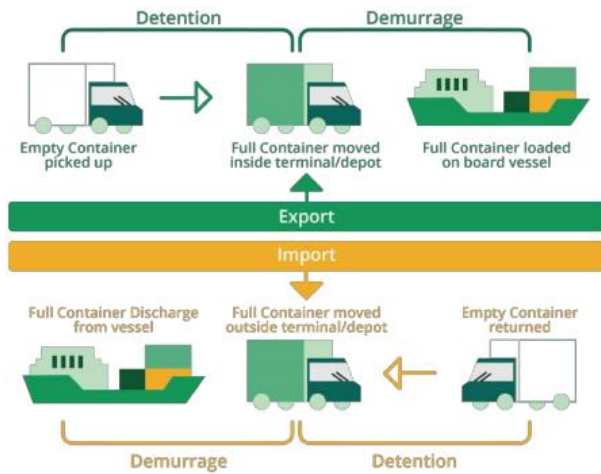 Detention
Demurrage
Empty Container
picked up
Full Container moved
inside terminal/depot
Full Container loaded
on board vessel
Export
Import
Full Container Discharge
from vessel
Full Container moved
outside terminal/depot
Empty Container
returned
Demurrage
Detention